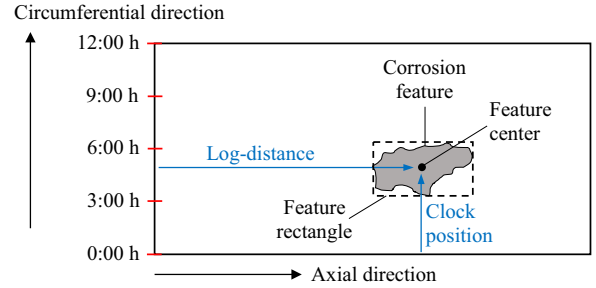 Circumferential direction
12:00 h
9:00 h
6:00 h
3:00 h
0:00 h
Corrosion
feature
Feature
center
Log-distance
Feature
rectangle
Clock
position
Axial direction